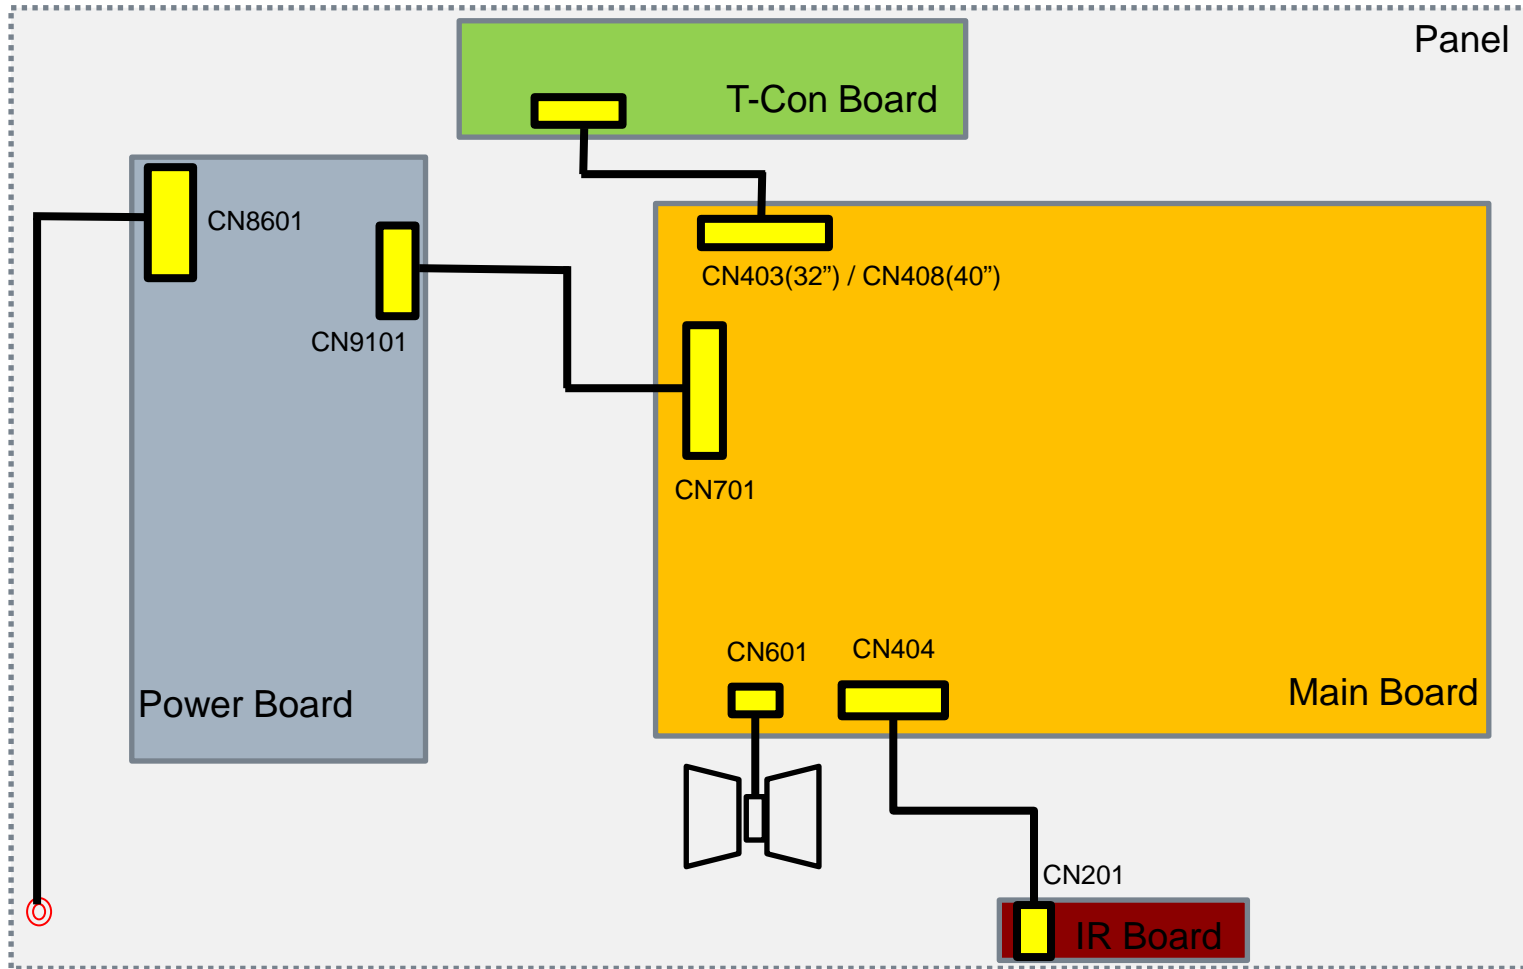 Panel
T-Con Board
CN8601
CN403(32”) / CN408(40”)
CN9101
CN701
CN601
CN404
Main Board
Power Board
CN201
IR Board